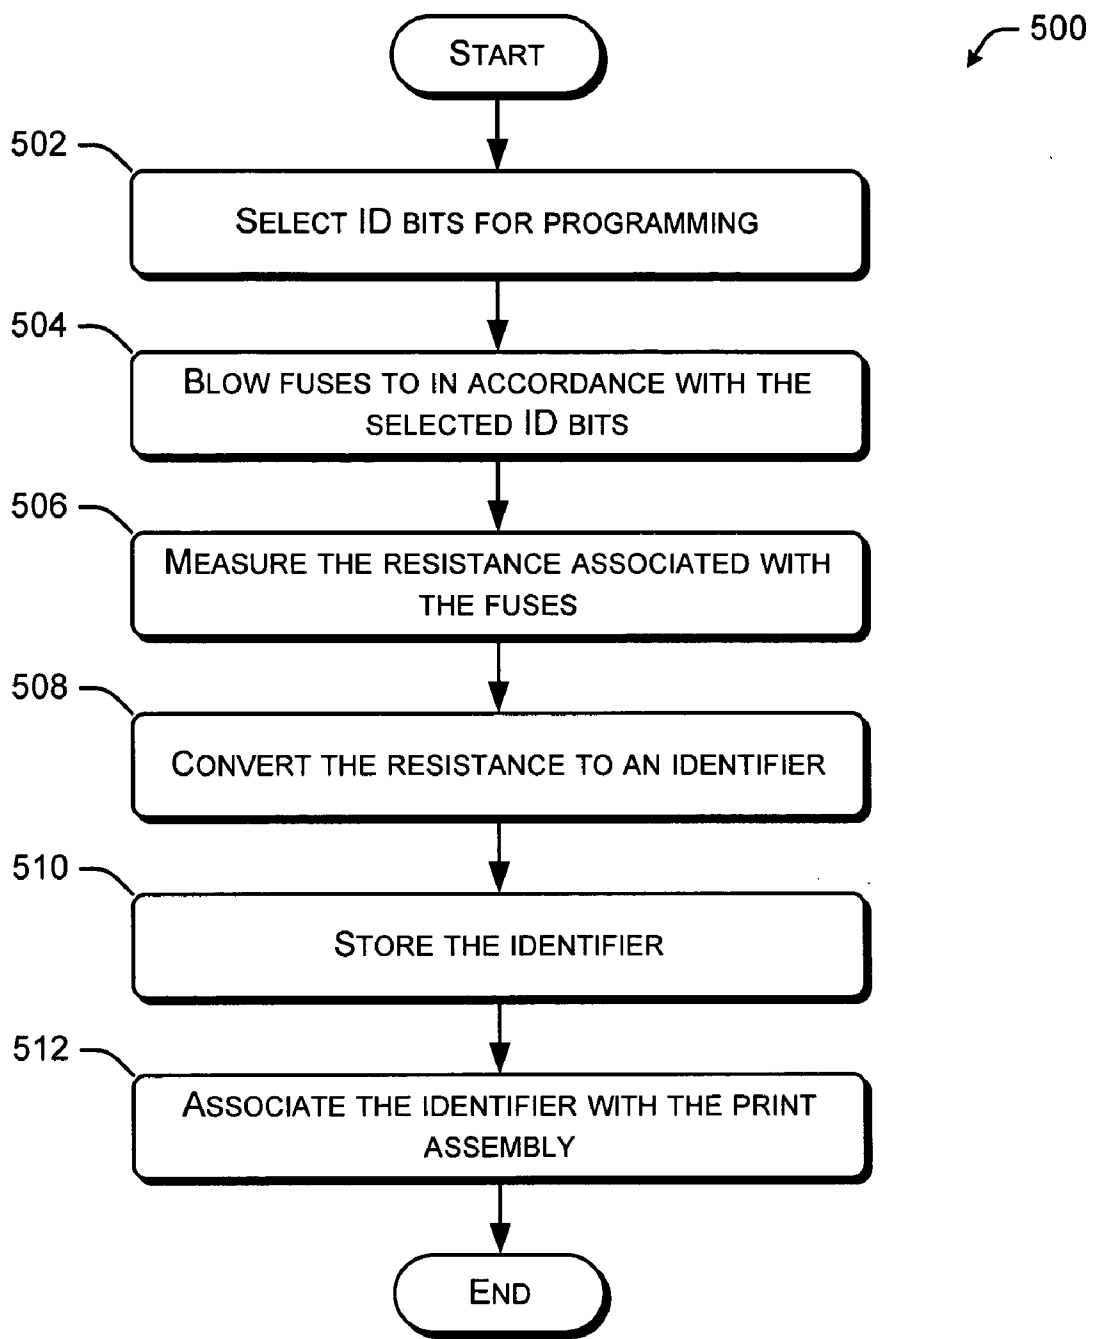 START
500
502
SELECT ID BITS FOR PROGRAMMING
504
BLOW FUSES TO IN ACCORDANCE WITH THE
SELECTED ID BITS
506
MEASURE THE RESISTANCE ASSOCIATED WITH
THE FUSES
508
CONVERT THE RESISTANCE TO AN IDENTIFIER
510
STORE THE IDENTIFIER
512
ASSOCIATE THE IDENTIFIER WITH THE PRINT
ASSEMBLY
END